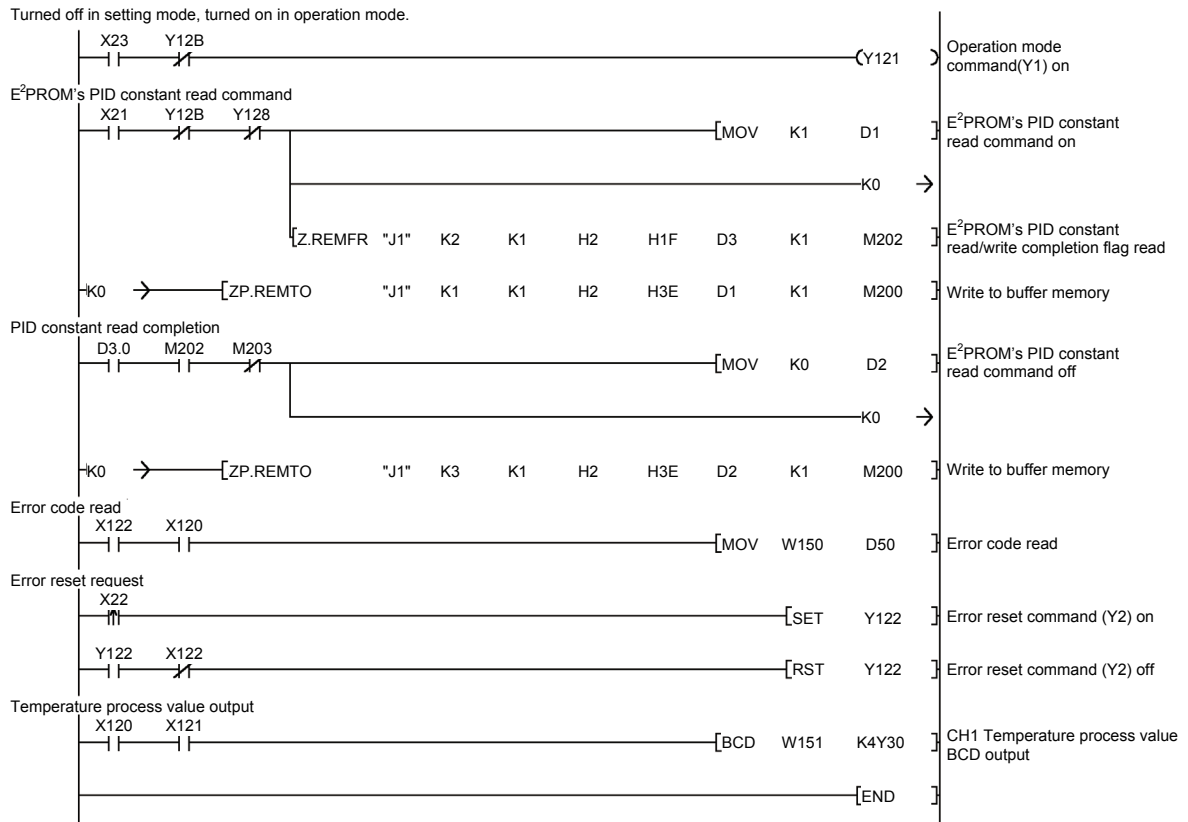 Turned off in setting mode, turned on in operation mode.
X23 Y12B
Y121 Operation mode
command(Y1) on
E²PROM's PID constant read command
X21 Y12B Y128
MOV K1 D1 E²PROM's PID constant
read command on
K0
Z.REMFR "J1" K2 K1 H2 H1F D3 K1 M202 E²PROM's PID constant
read/write completion flag read
K0 ZP.REMTO "J1" K1 K1 H2 H3E D1 K1 M200 Write to buffer memory
PID constant read completion
D3.0 M202 M203
MOV K0 D2 E²PROM's PID constant
read command off
K0
K0 ZP.REMTO "J1" K3 K1 H2 H3E D2 K1 M200 Write to buffer memory
Error code read
X122 X120
MOV W150 D50 Error code read
Error reset request
X22
SET Y122 Error reset command (Y2) on
Y122 X122
RST Y122 Error reset command (Y2) off
Temperature process value output
X120 X121
BCD W151 K4Y30 CH1 Temperature process value
BCD output
END